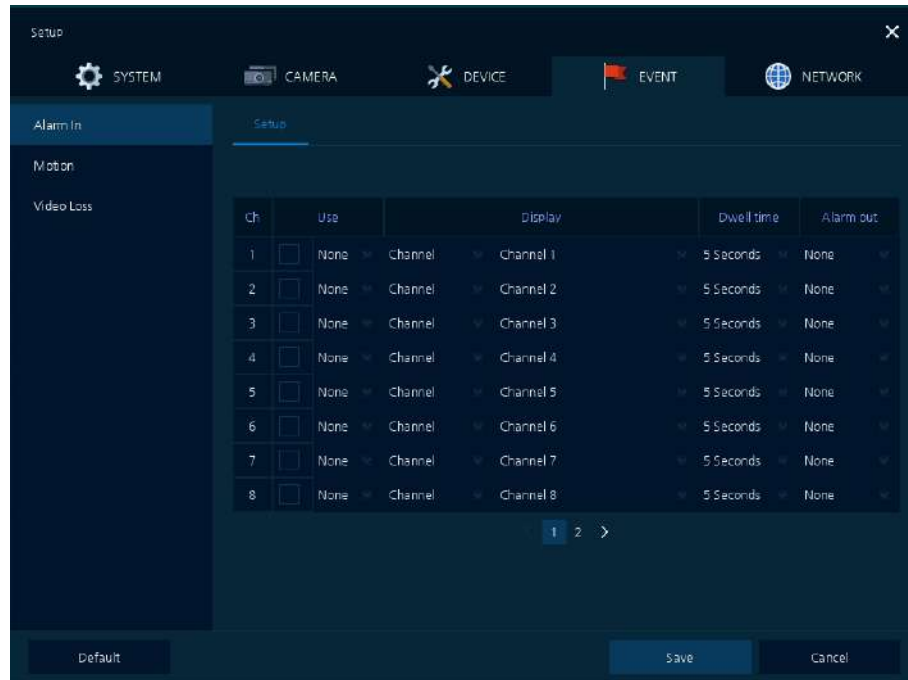 Setup
SYSTEM CAMERA DEVICE EVENT NETWORK
Alarm In
Motion
Video Loss
Setup
Ch Use Display Dwell time Alarm out
1 None Channel Channel 1 5 Seconds None
2 None Channel Channel 2 5 Seconds None
3 None Channel Channel 3 5 Seconds None
4 None Channel Channel 4 5 Seconds None
5 None Channel Channel 5 5 Seconds None
6 None Channel Channel 6 5 Seconds None
7 None Channel Channel 7 5 Seconds None
8 None Channel Channel 8 5 Seconds None
1 2 >
Default Save Cancel